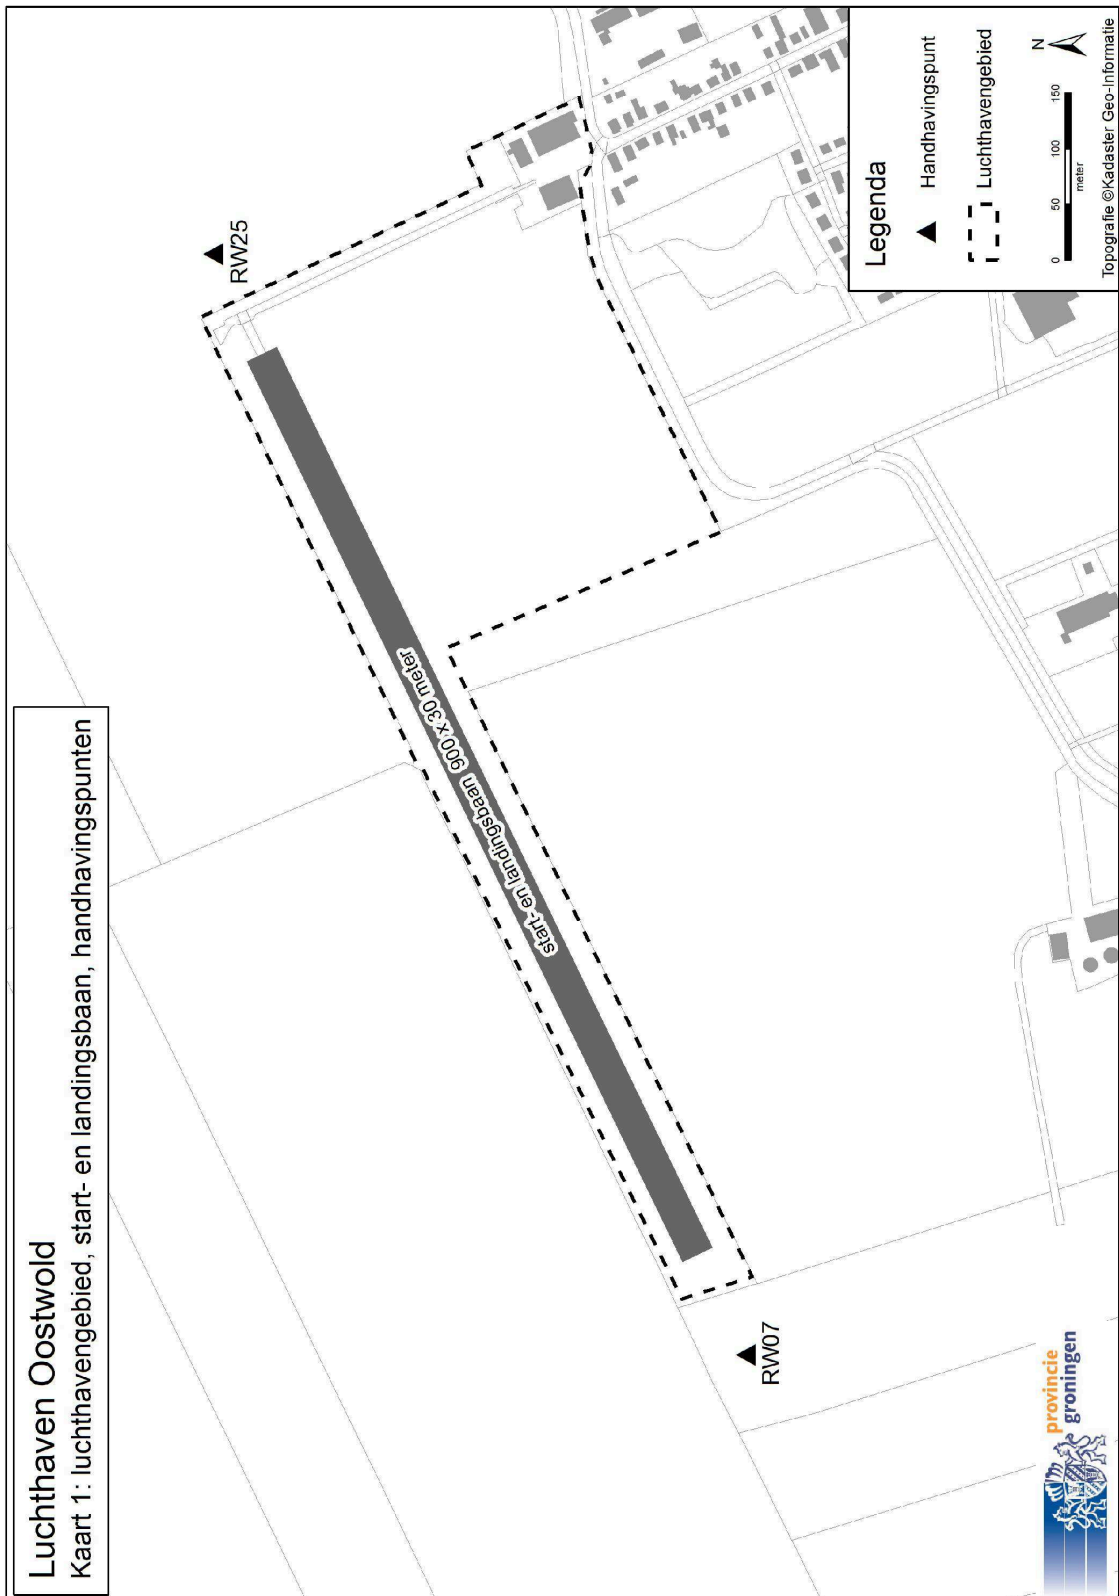 Luchthaven Oostwold
Kaart 1: luchthavengebied, start- en landingsbaan, handhavingspunten
RW25
start- en landingsbaan 900 x 30 meter
RW07
Legenda
Handhavingspunt
Luchthavengebied
N
0 50 100 150
meter
Topografie ©Kadaster Geo-Informatie
provincie
groningen